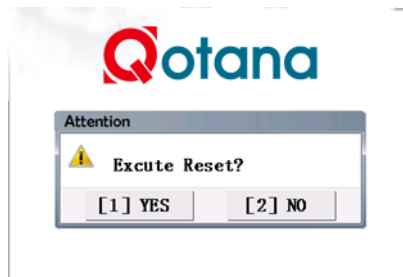 Qotana
Attention
Excute Reset?
[1] YES [2] NO